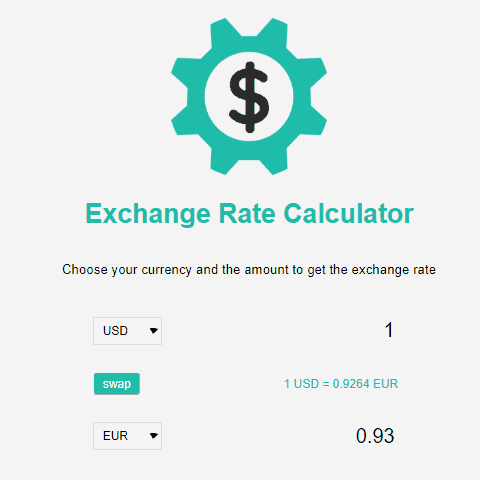 $
Exchange Rate Calculator
Choose your currency and the amount to get the exchange rate
USD 1
swap 1 USD = 0.9264 EUR
EUR 0.93